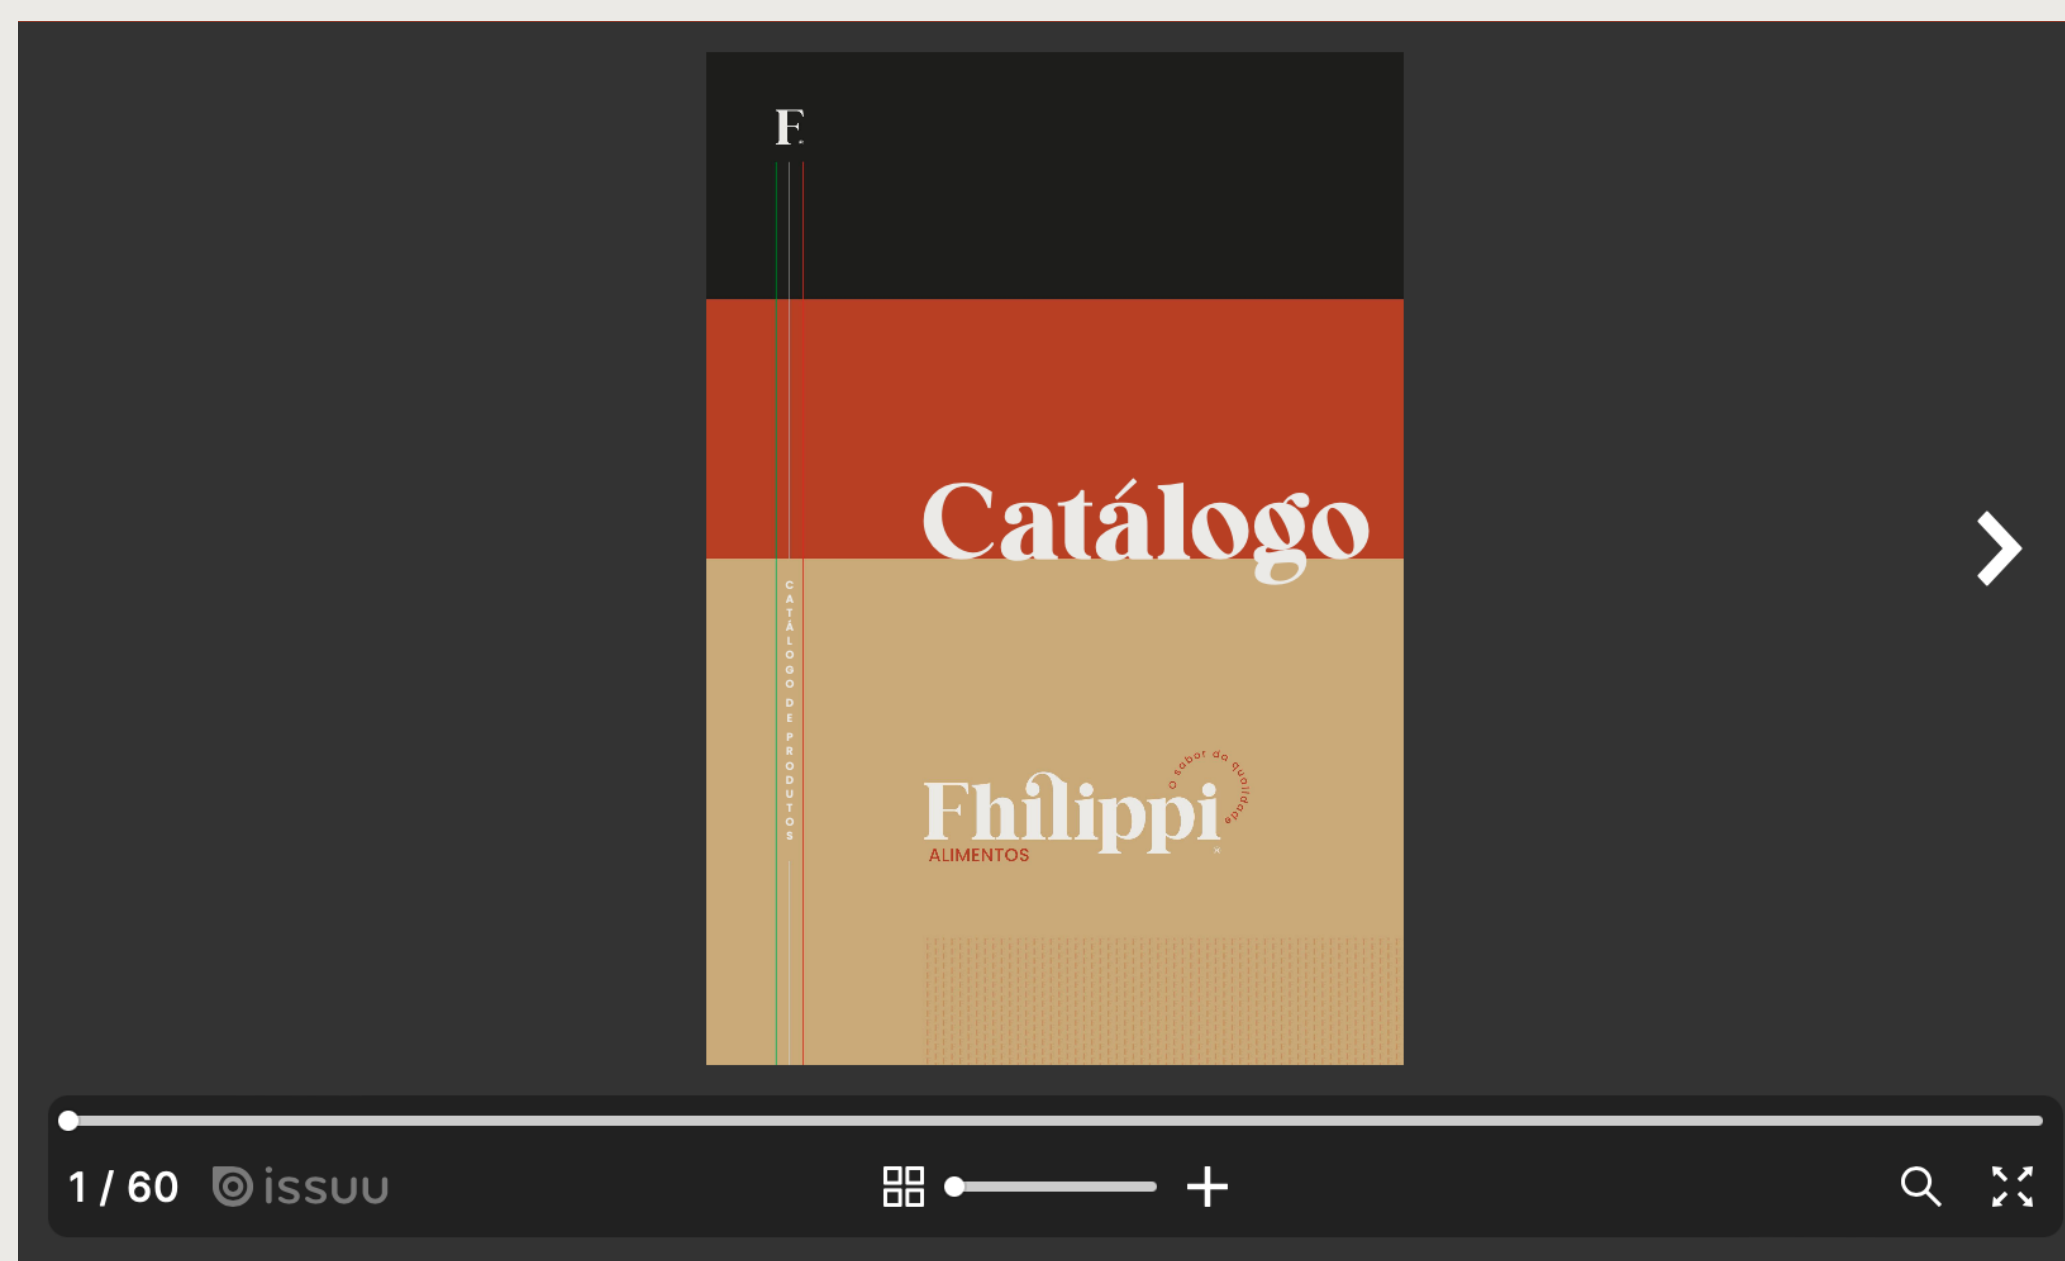 F
CATÁLOGO DE PRODUTOS
Catálogo
o sabor da qualidade
Fhilippi
ALIMENTOS
1 / 60
issuu